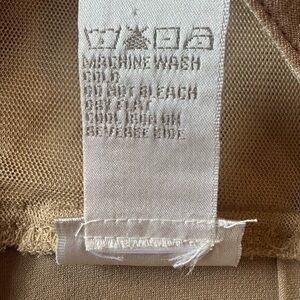 MACHINE WASH
COLD
DO NOT BLEACH
DRY FLAT
COOL IRON ON
REVERSE SIDE